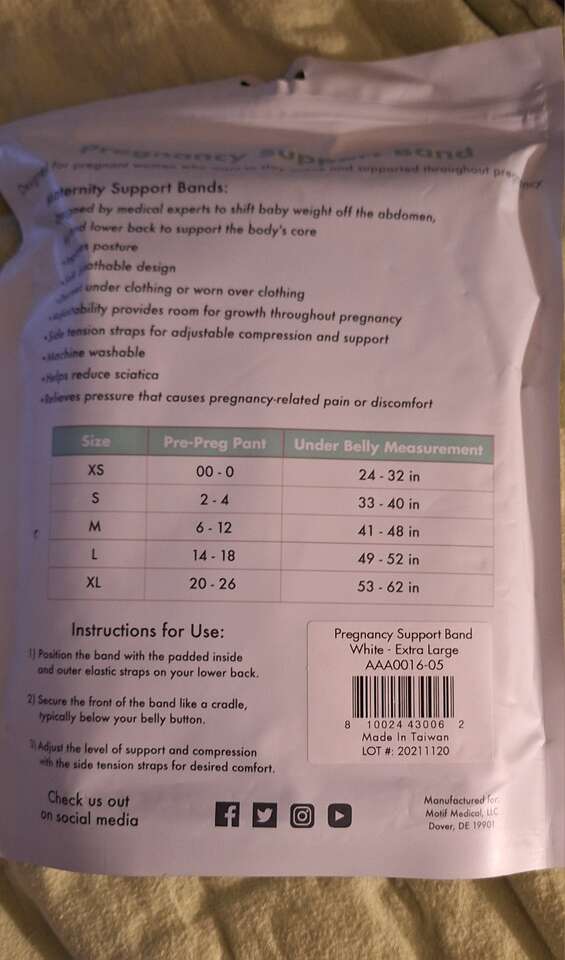 Pregnancy Support Band
for pregnant women who and supported throughout pregnancy
Maternity Support Bands:
by medical experts to shift baby weight off the abdomen,
lower back to support the body's core
posture
design
under clothing or worn over clothing
•Adjustability provides room for growth throughout pregnancy
•Side tension straps for adjustable compression and support
•Machine washable
•Helps reduce sciatica
•Relieves pressure that causes pregnancy-related pain or discomfort
Size Pre-Preg Pant Under Belly Measurement
XS 00 - 0 24 - 32 in
S 2 - 4 33 - 40 in
M 6 - 12 41 - 48 in
L 14 - 18 49 - 52 in
XL 20 - 26 53 - 62 in
Instructions for Use:
1) Position the band with the padded inside
and outer elastic straps on your lower back.
2) Secure the front of the band like a cradle,
typically below your belly button.
3) Adjust the level of support and compression
with the side tension straps for desired comfort.
Pregnancy Support Band
White - Extra Large
AAA0016-05
8 10024 43006 2
Made In Taiwan
LOT #: 20211120
Check us out
on social media
Manufactured for:
Motif Medical, LLC
Dover, DE 19901